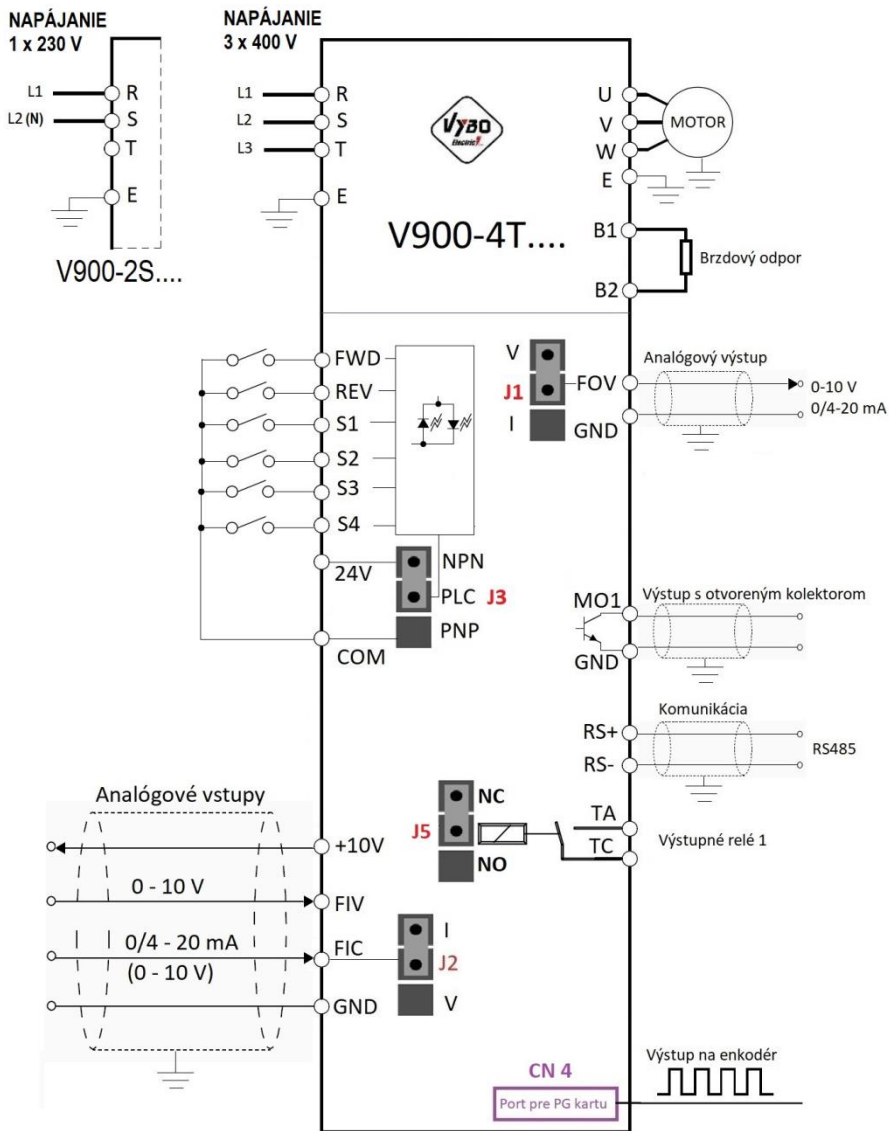 NAPÁJANIE
1 x 230 V
L1
R
L2 (N)
S
T
E
V900-2S....
NAPÁJANIE
3 x 400 V
L1
R
L2
S
L3
T
E
VYBO
Electric
V900-4T....
U
V
W
E
MOTOR
B1
B2
Brzdový odpor
FWD
REV
S1
S2
S3
S4
24V
COM
NPN
PLC J3
PNP
V
J1
I
FOV
GND
Analógový výstup
0-10 V
0/4-20 mA
MO1
GND
Výstup s otvoreným kolektorom
Komunikácia
RS+
RS-
RS485
NC
J5
NO
TA
TC
Výstupné relé 1
Analógové vstupy
+10V
0 - 10 V
FIV
0/4 - 20 mA
(0 - 10 V)
FIC
GND
I
J2
V
CN 4
Port pre PG kartu
Výstup na enkodér